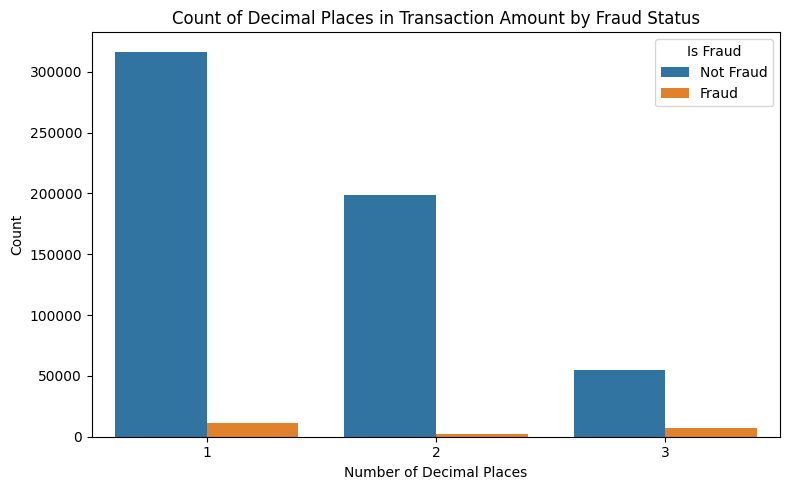 Count of Decimal Places in Transaction Amount by Fraud Status
Is Fraud
Not Fraud
Fraud
300000
250000
200000
150000
100000
50000
0
Count
1 2 3
Number of Decimal Places